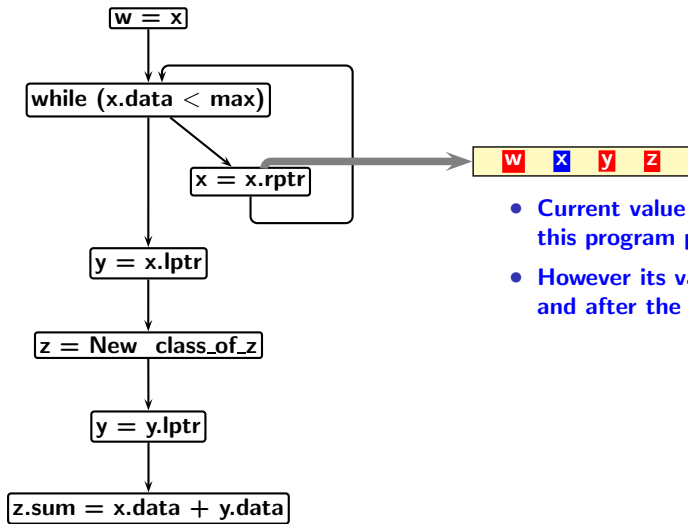 w = x
while (x.data < max)
x = x.rptr
w x y z
• Current value
this program p
• However its va
and after the
y = x.lptr
z = New class_of_z
y = y.lptr
z.sum = x.data + y.data